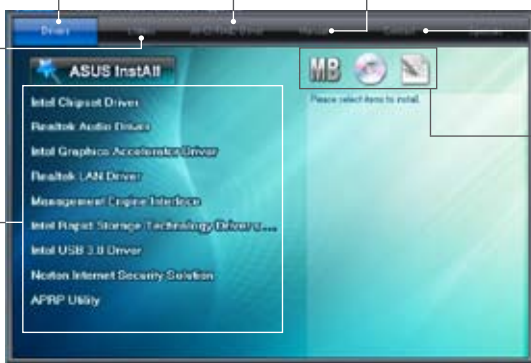 Drivers
Manual
Contact
ASUS InstAll
MB
Please select items to install.
Intel Chipset Driver
Realtek Audio Driver
Intel Graphics Accelerator Driver
Realtek LAN Driver
Management Engine Interface
Intel Rapid Storage Technology Driver s....
Intel USB 3.0 Driver
Norton Internet Security Solution
APRP Utility